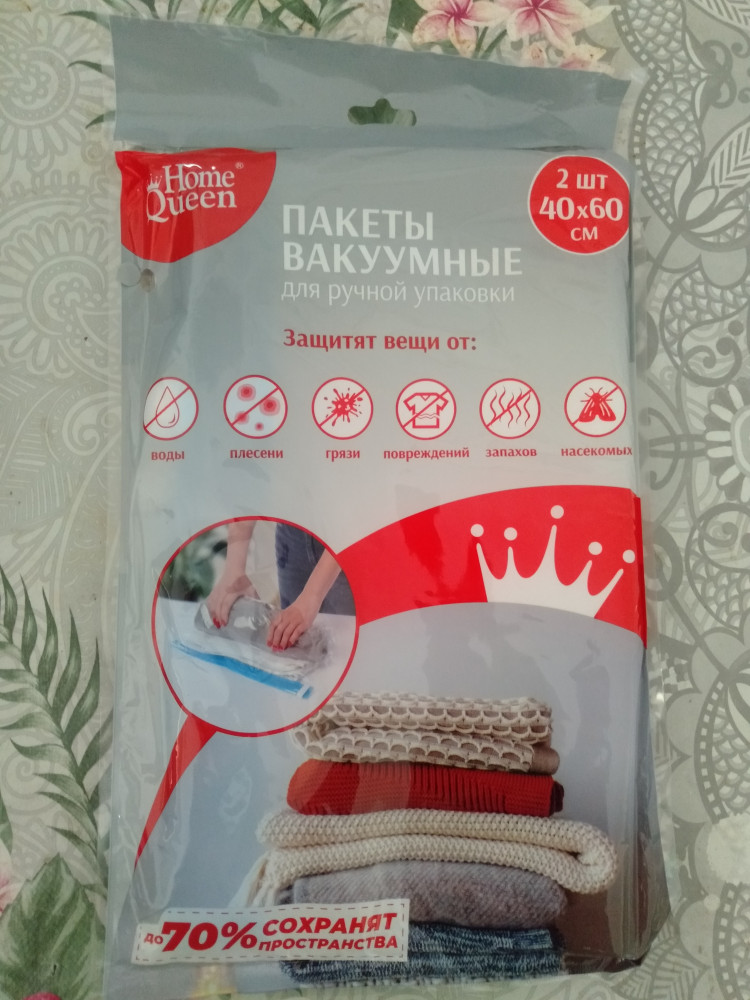 Home®
Queen
2 шт
40х60
см
ПАКЕТЫ
ВАКУУМНЫЕ
для ручной упаковки
Защитят вещи от:
воды плесени грязи повреждений запахов насекомых
до 70% СОХРАНЯТ
ПРОСТРАНСТВА